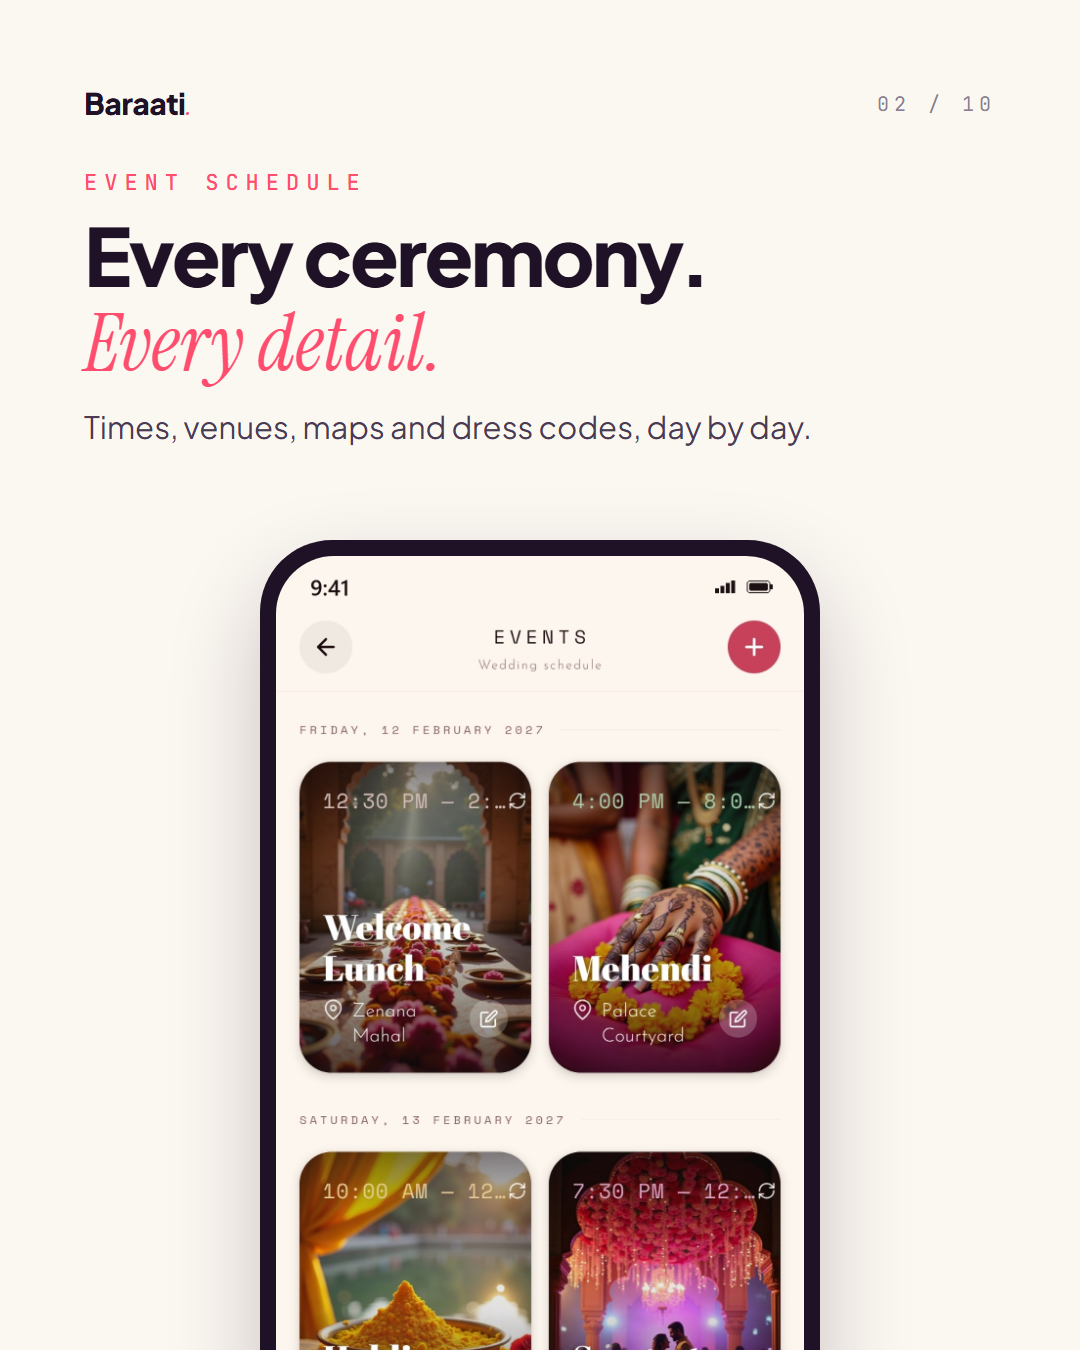 Baraati.
02 / 10
EVENT SCHEDULE
Every ceremony.
Every detail.
Times, venues, maps and dress codes, day by day.
9:41
EVENTS
Wedding schedule
FRIDAY, 12 FEBRUARY 2027
12:30 PM – 2:…
4:00 PM – 8:0…
Welcome
Lunch
Zenana
Mahal
Mehendi
Palace
Courtyard
SATURDAY, 13 FEBRUARY 2027
10:00 AM – 12…
7:30 PM – 12:…